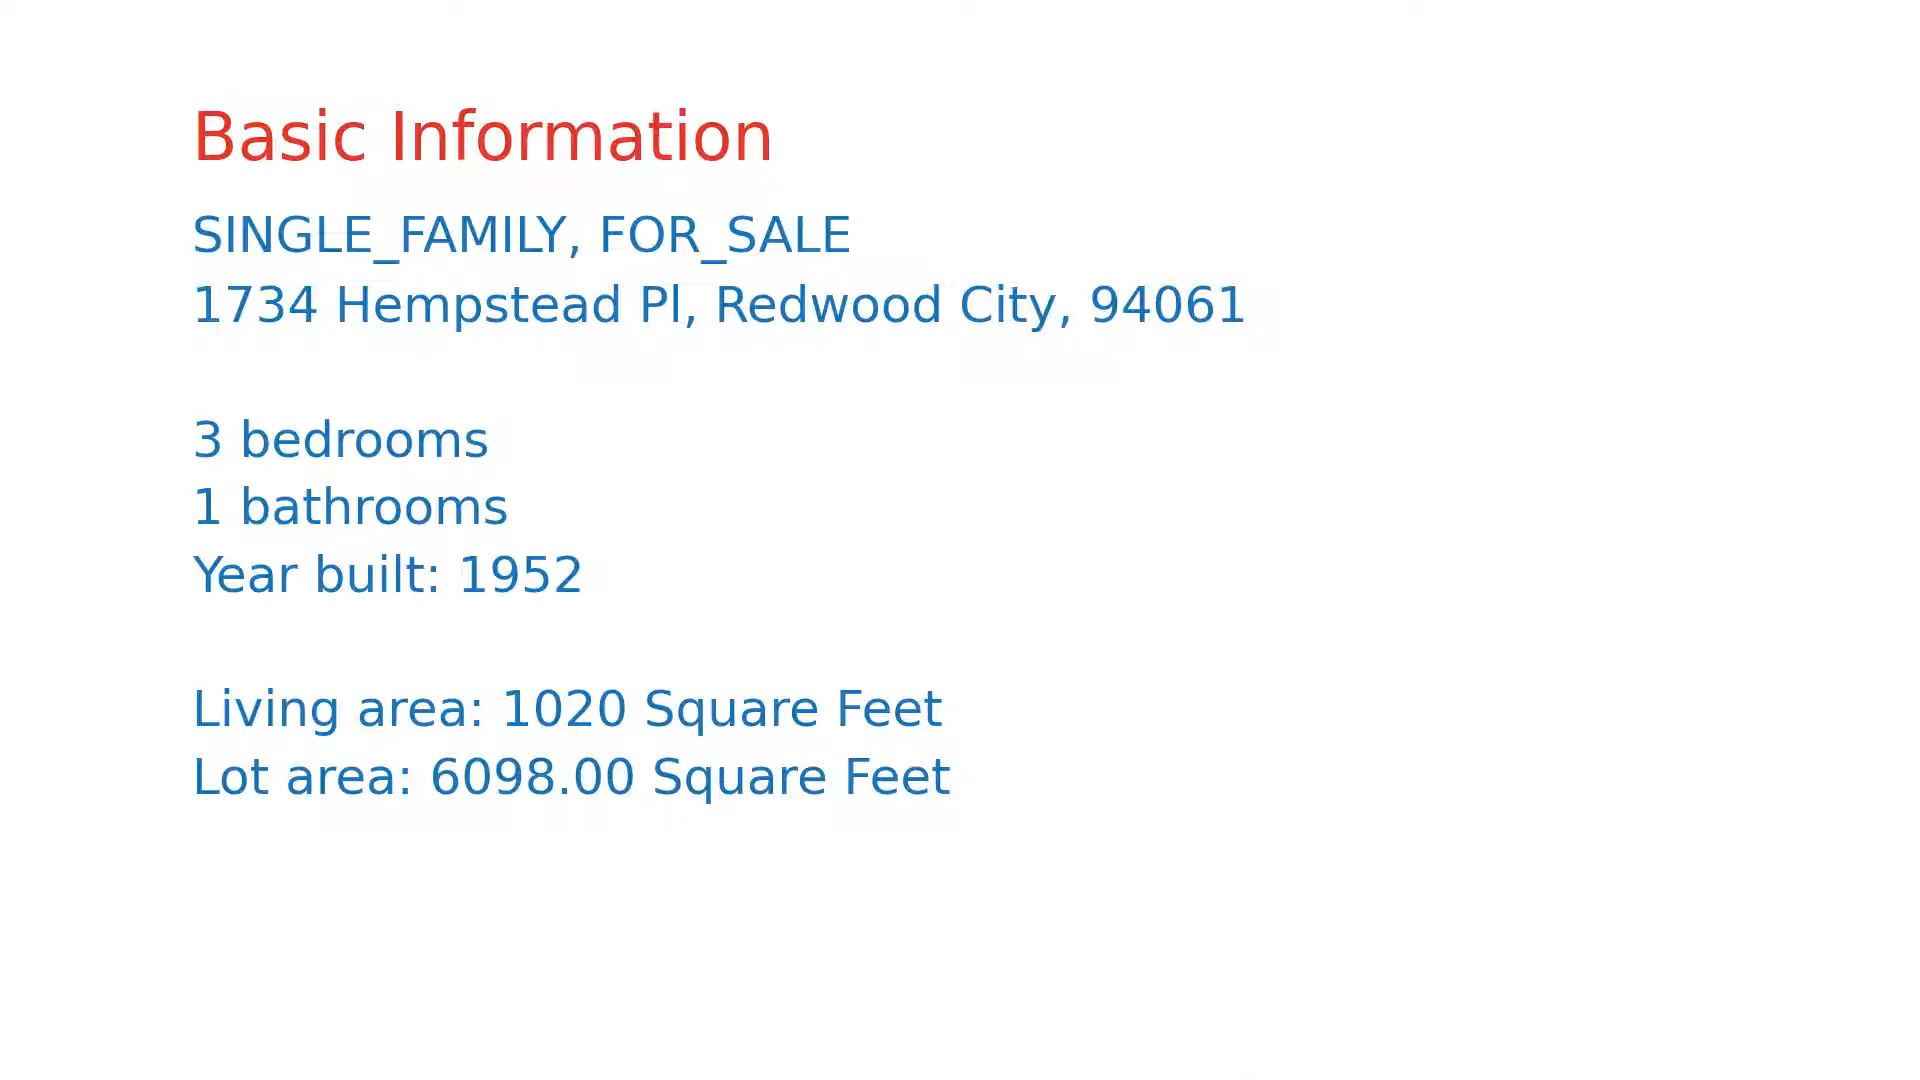 Basic Information
SINGLE_FAMILY, FOR_SALE
1734 Hempstead Pl, Redwood City, 94061
3 bedrooms
1 bathrooms
Year built: 1952
Living area: 1020 Square Feet
Lot area: 6098.00 Square Feet